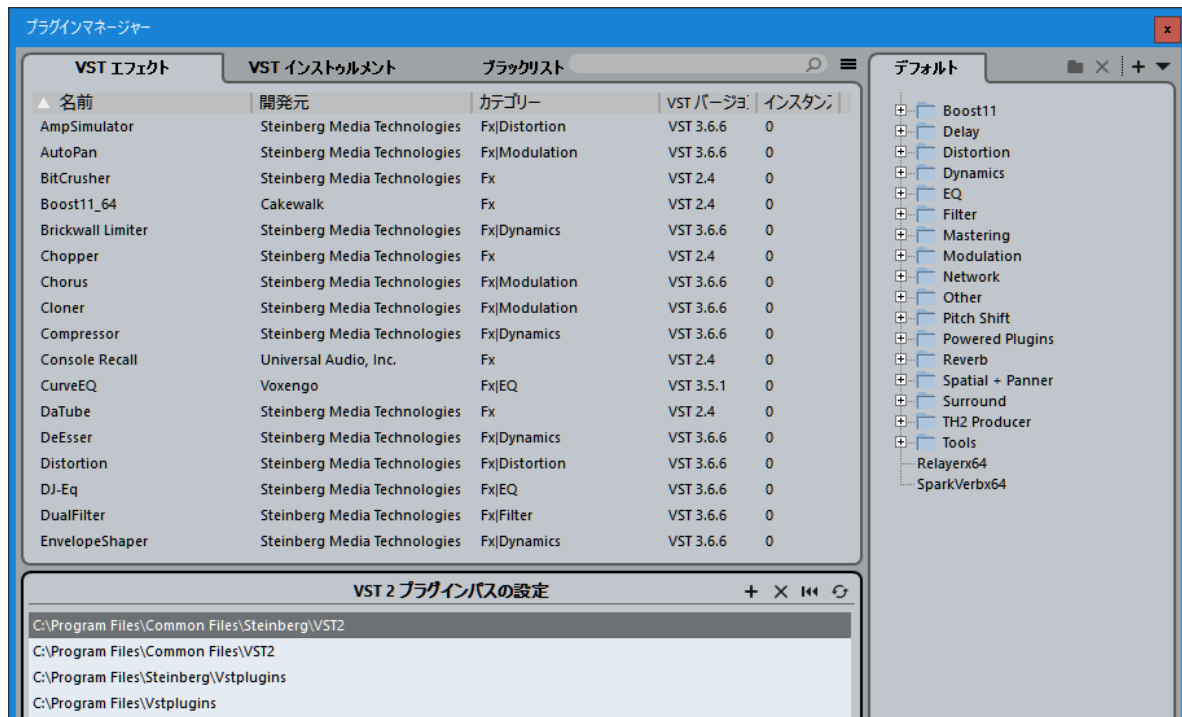 プラグインマネージャー
VST エフェクト VST インストゥルメント ブラックリスト
名前 開発元 カテゴリー VST バージョ インスタン
AmpSimulator Steinberg Media Technologies Fx|Distortion VST 3.6.6 0
AutoPan Steinberg Media Technologies Fx|Modulation VST 3.6.6 0
BitCrusher Steinberg Media Technologies Fx VST 2.4 0
Boost11_64 Cakewalk Fx VST 2.4 0
Brickwall Limiter Steinberg Media Technologies Fx|Dynamics VST 3.6.6 0
Chopper Steinberg Media Technologies Fx VST 2.4 0
Chorus Steinberg Media Technologies Fx|Modulation VST 3.6.6 0
Cloner Steinberg Media Technologies Fx|Modulation VST 3.6.6 0
Compressor Steinberg Media Technologies Fx|Dynamics VST 3.6.6 0
Console Recall Universal Audio, Inc. Fx VST 2.4 0
CurveEQ Voxengo Fx|EQ VST 3.5.1 0
DaTube Steinberg Media Technologies Fx VST 2.4 0
DeEsser Steinberg Media Technologies Fx|Dynamics VST 3.6.6 0
Distortion Steinberg Media Technologies Fx|Distortion VST 3.6.6 0
DJ-Eq Steinberg Media Technologies Fx|EQ VST 3.6.6 0
DualFilter Steinberg Media Technologies Fx|Filter VST 3.6.6 0
EnvelopeShaper Steinberg Media Technologies Fx|Dynamics VST 3.6.6 0
VST 2 プラグインパスの設定
C:\Program Files\Common Files\Steinberg\VST2
C:\Program Files\Common Files\VST2
C:\Program Files\Steinberg\Vstplugins
C:\Program Files\Vstplugins
デフォルト
Boost11
Delay
Distortion
Dynamics
EQ
Filter
Mastering
Modulation
Network
Other
Pitch Shift
Powered Plugins
Reverb
Spatial + Panner
Surround
TH2 Producer
Tools
Relayerx64
SparkVerbx64